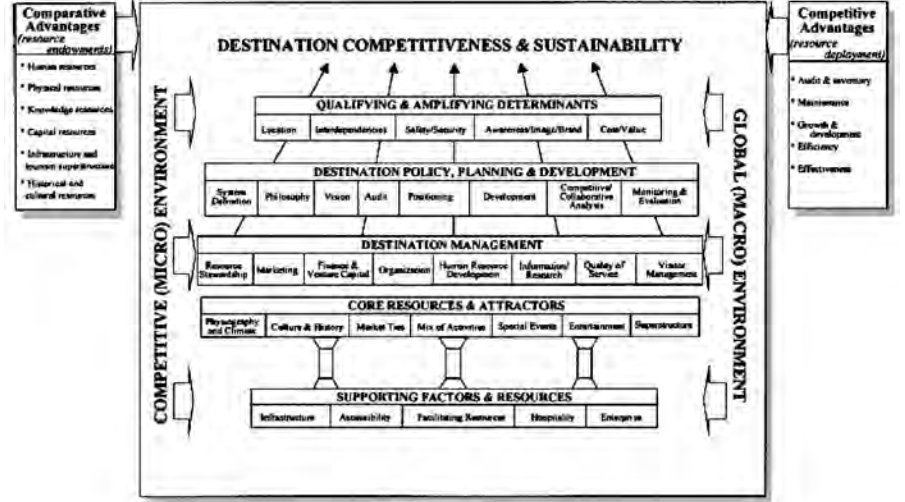 Comparative
Advantages
(resource
endowments)
* Human resources
* Physical resources
* Knowledge resources
* Capital resources
* Infrastructure and
tourism superstructure
* Historical and
cultural resources
COMPETITIVE (MICRO) ENVIRONMENT
DESTINATION COMPETITIVENESS & SUSTAINABILITY
QUALIFYING & AMPLIFYING DETERMINANTS
Location Interdependencies Safety/Security Awareness/Image/Brand Cost/Value
DESTINATION POLICY, PLANNING & DEVELOPMENT
System
Definition
Philosophy
Vision
Audit
Positioning
Development
Competitive/
Collaborative
Analysis
Monitoring &
Evaluation
DESTINATION MANAGEMENT
Resource
Stewardship
Marketing
Finance &
Venture Capital
Organization
Human Resource
Development
Information/
Research
Quality of
Service
Visitor
Management
CORE RESOURCES & ATTRACTORS
Physiography
and Climate
Culture & History
Market Ties
Mix of Activities
Special Events
Entertainment
Superstructure
SUPPORTING FACTORS & RESOURCES
Infrastructure Accessibility Facilitating Resources Hospitality Enterprise
GLOBAL (MACRO) ENVIRONMENT
Competitive
Advantages
(resource
deployment)
* Audit & inventory
* Maintenance
* Growth &
development
* Efficiency
* Effectiveness